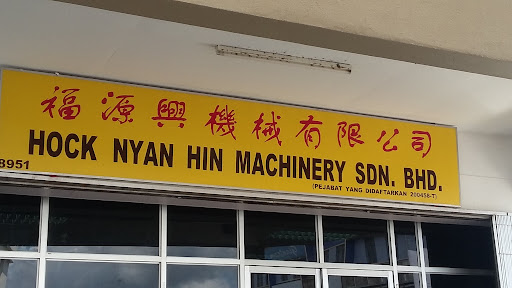 福源興機械有限公司
HOCK NYAN HIN MACHINERY SDN. BHD.
8951
(PEJABAT YANG DIDAFTARKAN 200458-T)